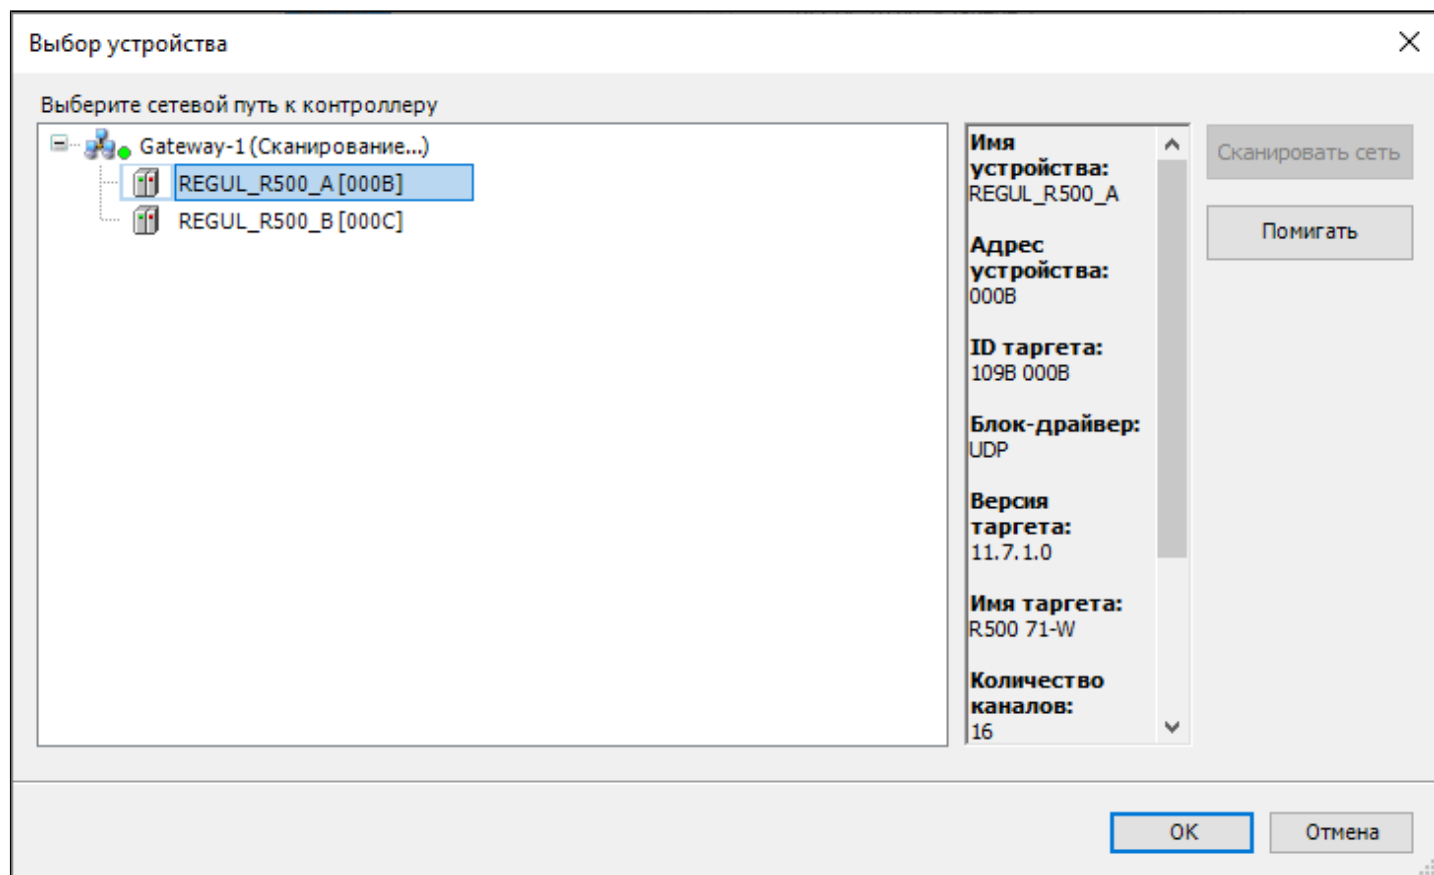 Выбор устройства
Выберите сетевой путь к контроллеру
Gateway-1 (Сканирование...)
REGUL_R500_A [000B]
REGUL_R500_B [000C]
Имя
устройства:
REGUL_R500_A
Адрес
устройства:
000B
ID таргета:
109B 000B
Блок-драйвер:
UDP
Версия
таргета:
11.7.1.0
Имя таргета:
R500 71-W
Количество
каналов:
16
Сканировать сеть
Помигать
OK
Отмена